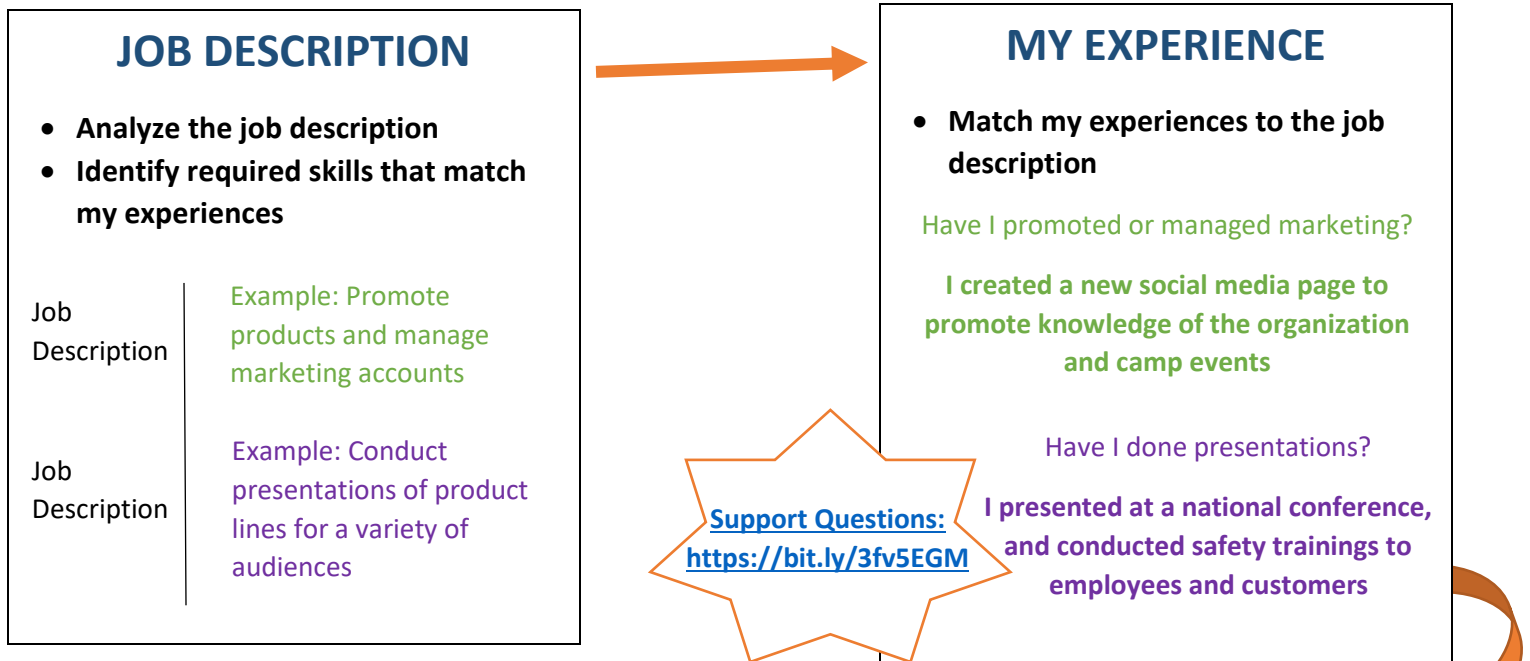 JOB DESCRIPTION
• Analyze the job description
• Identify required skills that match
my experiences
Job
Description
Example: Promote
products and manage
marketing accounts
Job
Description
Example: Conduct
presentations of product
lines for a variety of
audiences
MY EXPERIENCE
• Match my experiences to the job
description
Have I promoted or managed marketing?
I created a new social media page to
promote knowledge of the organization
and camp events
Have I done presentations?
I presented at a national conference,
and conducted safety trainings to
employees and customers
Support Questions:
https://bit.ly/3fv5EGM